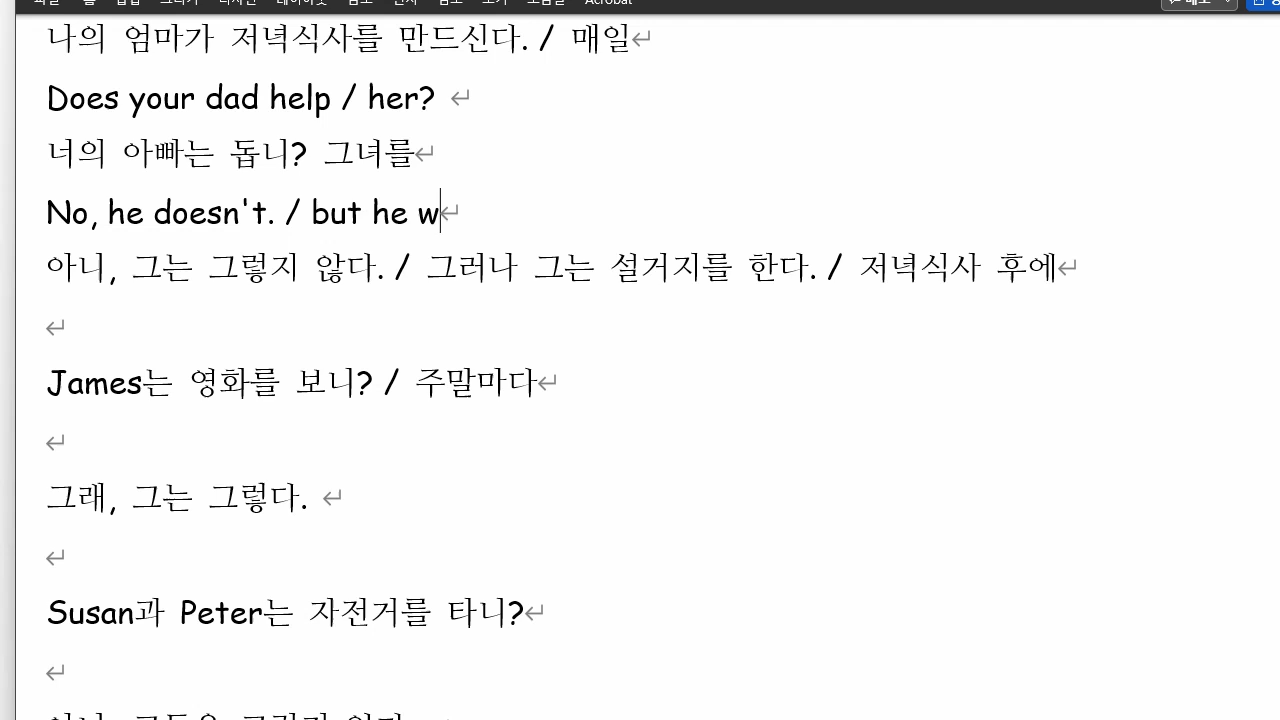 Acrobat
나의 엄마가 저녁식사를 만드신다. / 매일
Does your dad help / her?
너의 아빠는 돕니? 그녀를
No, he doesn't. / but he w
아니, 그는 그렇지 않다. / 그러나 그는 설거지를 한다. / 저녁식사 후에
James는 영화를 보니? / 주말마다
그래, 그는 그렇다.
Susan과 Peter는 자전거를 타니?